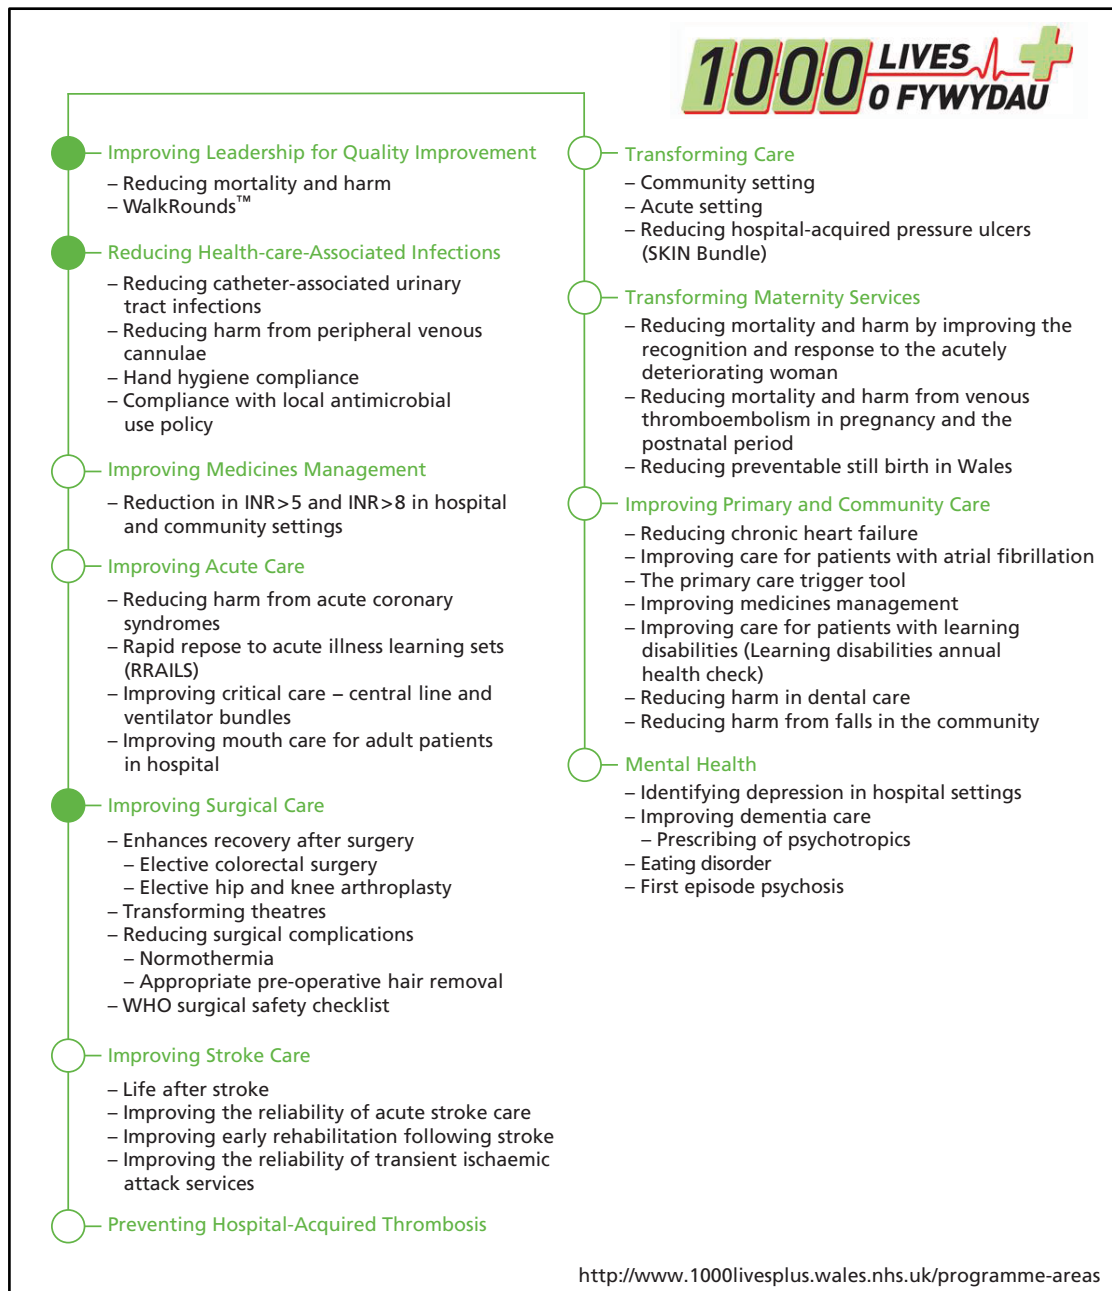 1000 LIVES
O FYWYDAU
Improving Leadership for Quality Improvement
– Reducing mortality and harm
– WalkRounds™
Reducing Health-care-Associated Infections
– Reducing catheter-associated urinary
tract infections
– Reducing harm from peripheral venous
cannulae
– Hand hygiene compliance
– Compliance with local antimicrobial
use policy
Improving Medicines Management
– Reduction in INR>5 and INR>8 in hospital
and community settings
Improving Acute Care
– Reducing harm from acute coronary
syndromes
– Rapid repose to acute illness learning sets
(RRAILS)
– Improving critical care – central line and
ventilator bundles
– Improving mouth care for adult patients
in hospital
Improving Surgical Care
– Enhances recovery after surgery
– Elective colorectal surgery
– Elective hip and knee arthroplasty
– Transforming theatres
– Reducing surgical complications
– Normothermia
– Appropriate pre-operative hair removal
– WHO surgical safety checklist
Improving Stroke Care
– Life after stroke
– Improving the reliability of acute stroke care
– Improving early rehabilitation following stroke
– Improving the reliability of transient ischaemic
attack services
Preventing Hospital-Acquired Thrombosis
Transforming Care
– Community setting
– Acute setting
– Reducing hospital-acquired pressure ulcers
(SKIN Bundle)
Transforming Maternity Services
– Reducing mortality and harm by improving the
recognition and response to the acutely
deteriorating woman
– Reducing mortality and harm from venous
thromboembolism in pregnancy and the
postnatal period
– Reducing preventable still birth in Wales
Improving Primary and Community Care
– Reducing chronic heart failure
– Improving care for patients with atrial fibrillation
– The primary care trigger tool
– Improving medicines management
– Improving care for patients with learning
disabilities (Learning disabilities annual
health check)
– Reducing harm in dental care
– Reducing harm from falls in the community
Mental Health
– Identifying depression in hospital settings
– Improving dementia care
– Prescribing of psychotropics
– Eating disorder
– First episode psychosis
http://www.1000livesplus.wales.nhs.uk/programme-areas